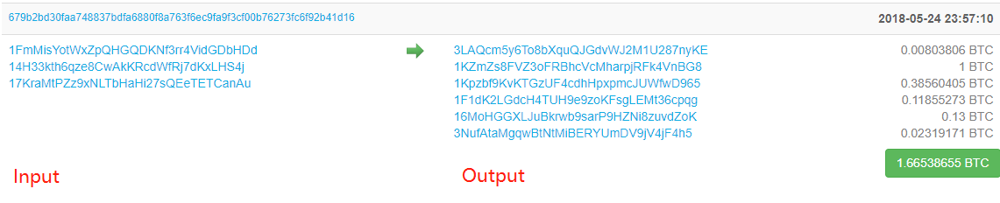 679b2bd30faa748837bdfa6880f8a763f6ec9fa9f3cf00b76273fc6f92b41d16 2018-05-24 23:57:10
1FmMisYotWxZpQHGQDKNf3rr4VidGDbHDd 3LAQcm5y6To8bXquQJGdvWJ2M1U287nyKE 0.00803806 BTC
14H33kth6qze8CwAkKRcdWfRj7dKxLHS4j 1KZmZs8FVZ3oFRBhcVcMharpjRFk4VnBG8 1 BTC
17KraMtPZz9xNLTbHaHi27sQEeTETCanAu 1Kpzbf9KvKTGzUF4cdhHpxpmcJUWfwD965 0.38560405 BTC
1F1dK2LGdcH4TUH9e9zoKFsgLEMt36cpqg 0.11855273 BTC
16MoHGGXLJuBkrwb9sarP9HZNi8zuvdZoK 0.13 BTC
3NufAtaMgqwBtNtMiBERYUmDV9jV4jF4h5 0.02319171 BTC
1.66538655 BTC
Input Output